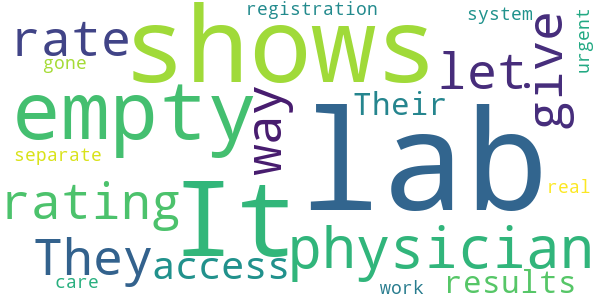 registration system
rate shows let give urgent
gone
empty way Their
separate lab real
rating It physician
They access results
care work